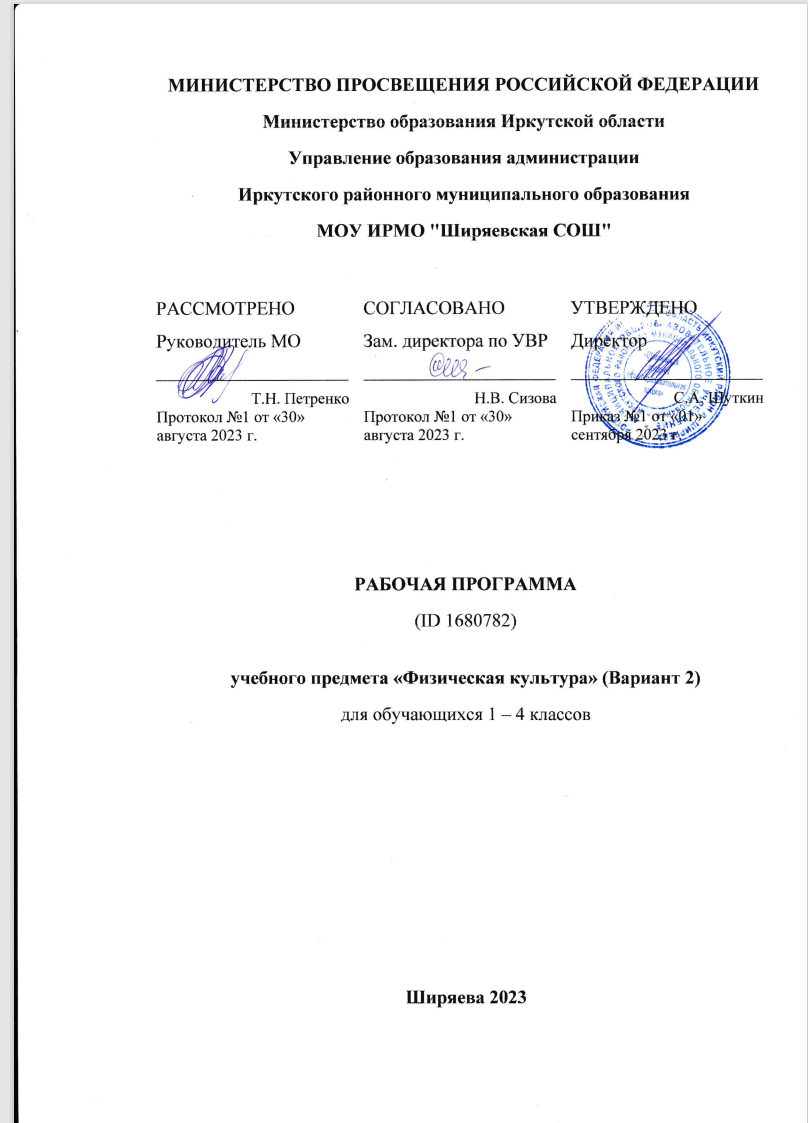 МИНИСТЕРСТВО ПРОСВЕЩЕНИЯ РОССИЙСКОЙ ФЕДЕРАЦИИ
Министерство образования Иркутской области
Управление образования администрации
Иркутского районного муниципального образования
МОУ ИРМО "Ширяевская СОШ"
РАССМОТРЕНО
Руководитель МО
Т.Н. Петренко
Протокол №1 от «30»
августа 2023 г.
СОГЛАСОВАНО
Зам. директора по УВР
Н.В. Сизова
Протокол №1 от «30»
августа 2023 г.
УТВЕРЖДЕНО
Директор
С.А. Шуткин
Приказ №1 от «01»
сентября 2023 г.
РАБОЧАЯ ПРОГРАММА
(ID 1680782)
учебного предмета «Физическая культура» (Вариант 2)
для обучающихся 1 – 4 классов
Ширяева 2023